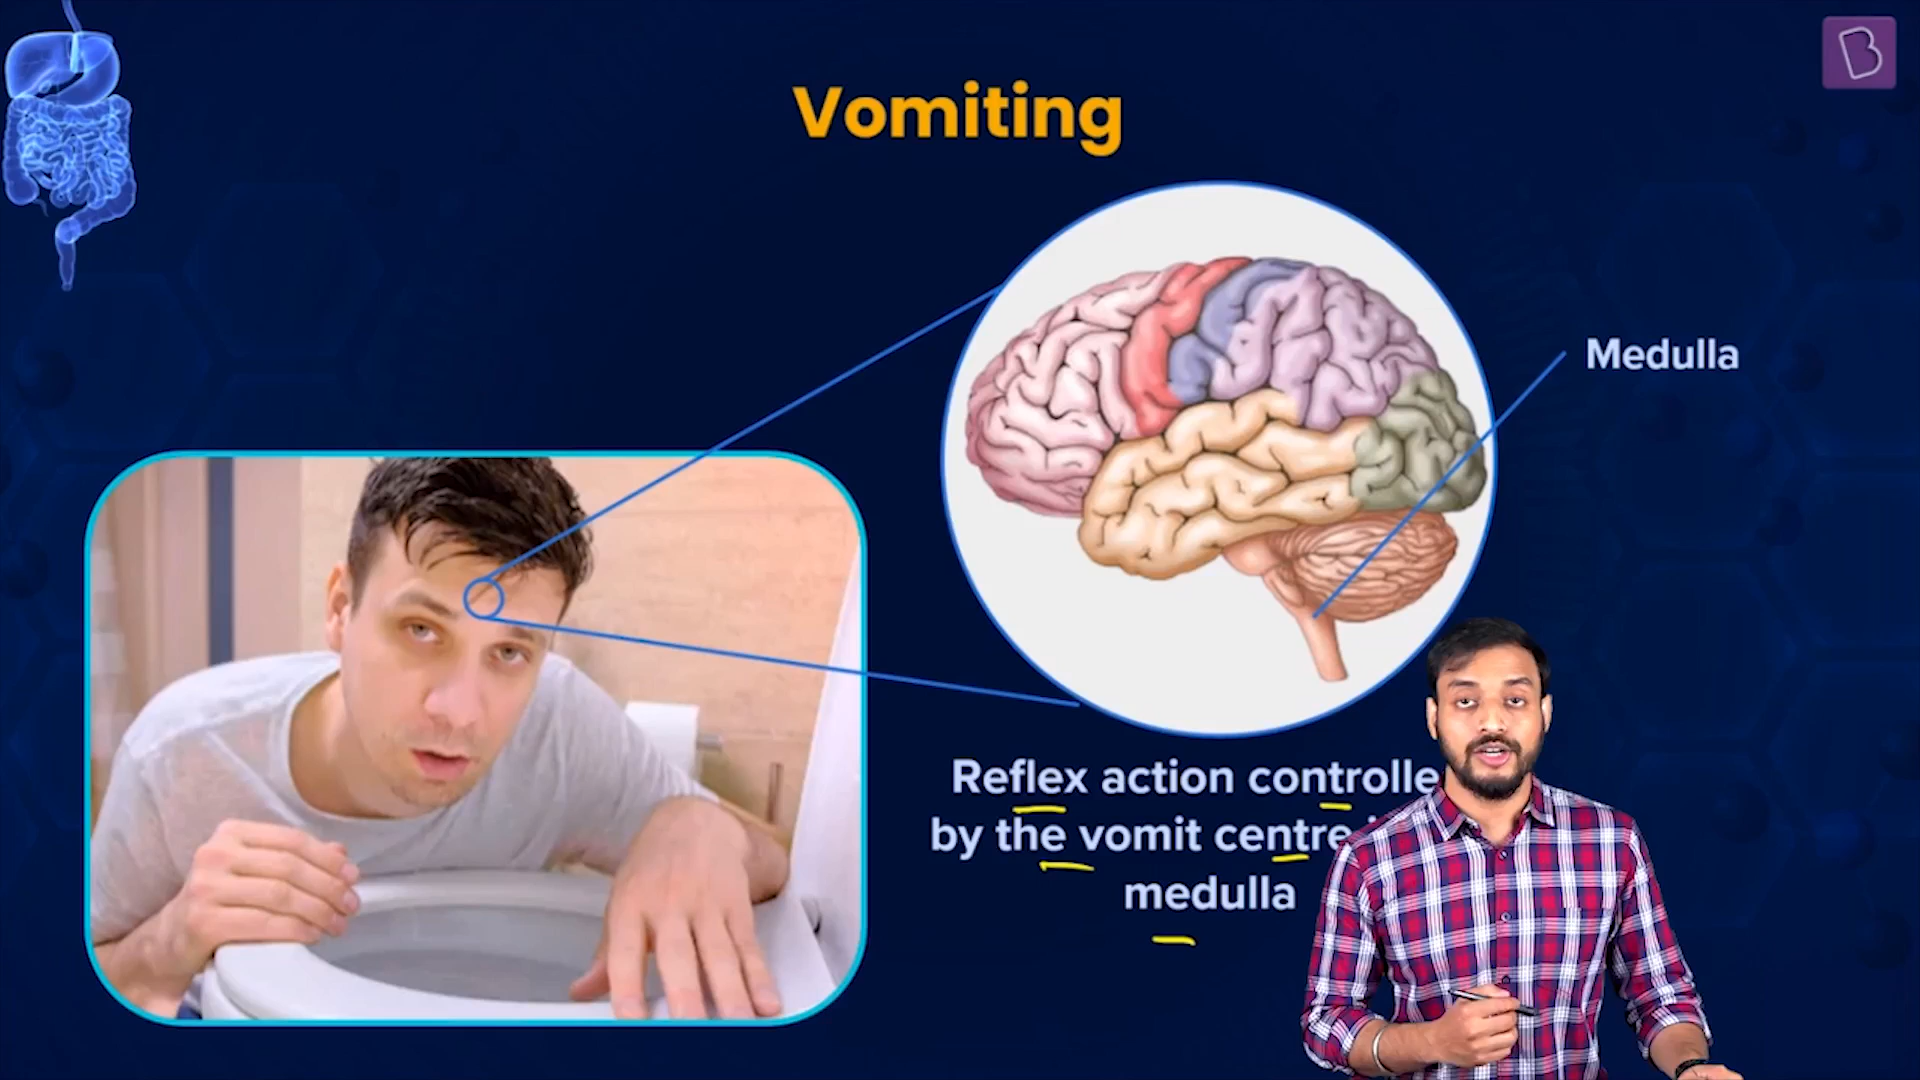 Vomiting
Medulla
Reflex action controlle
by the vomit centre
medulla
B